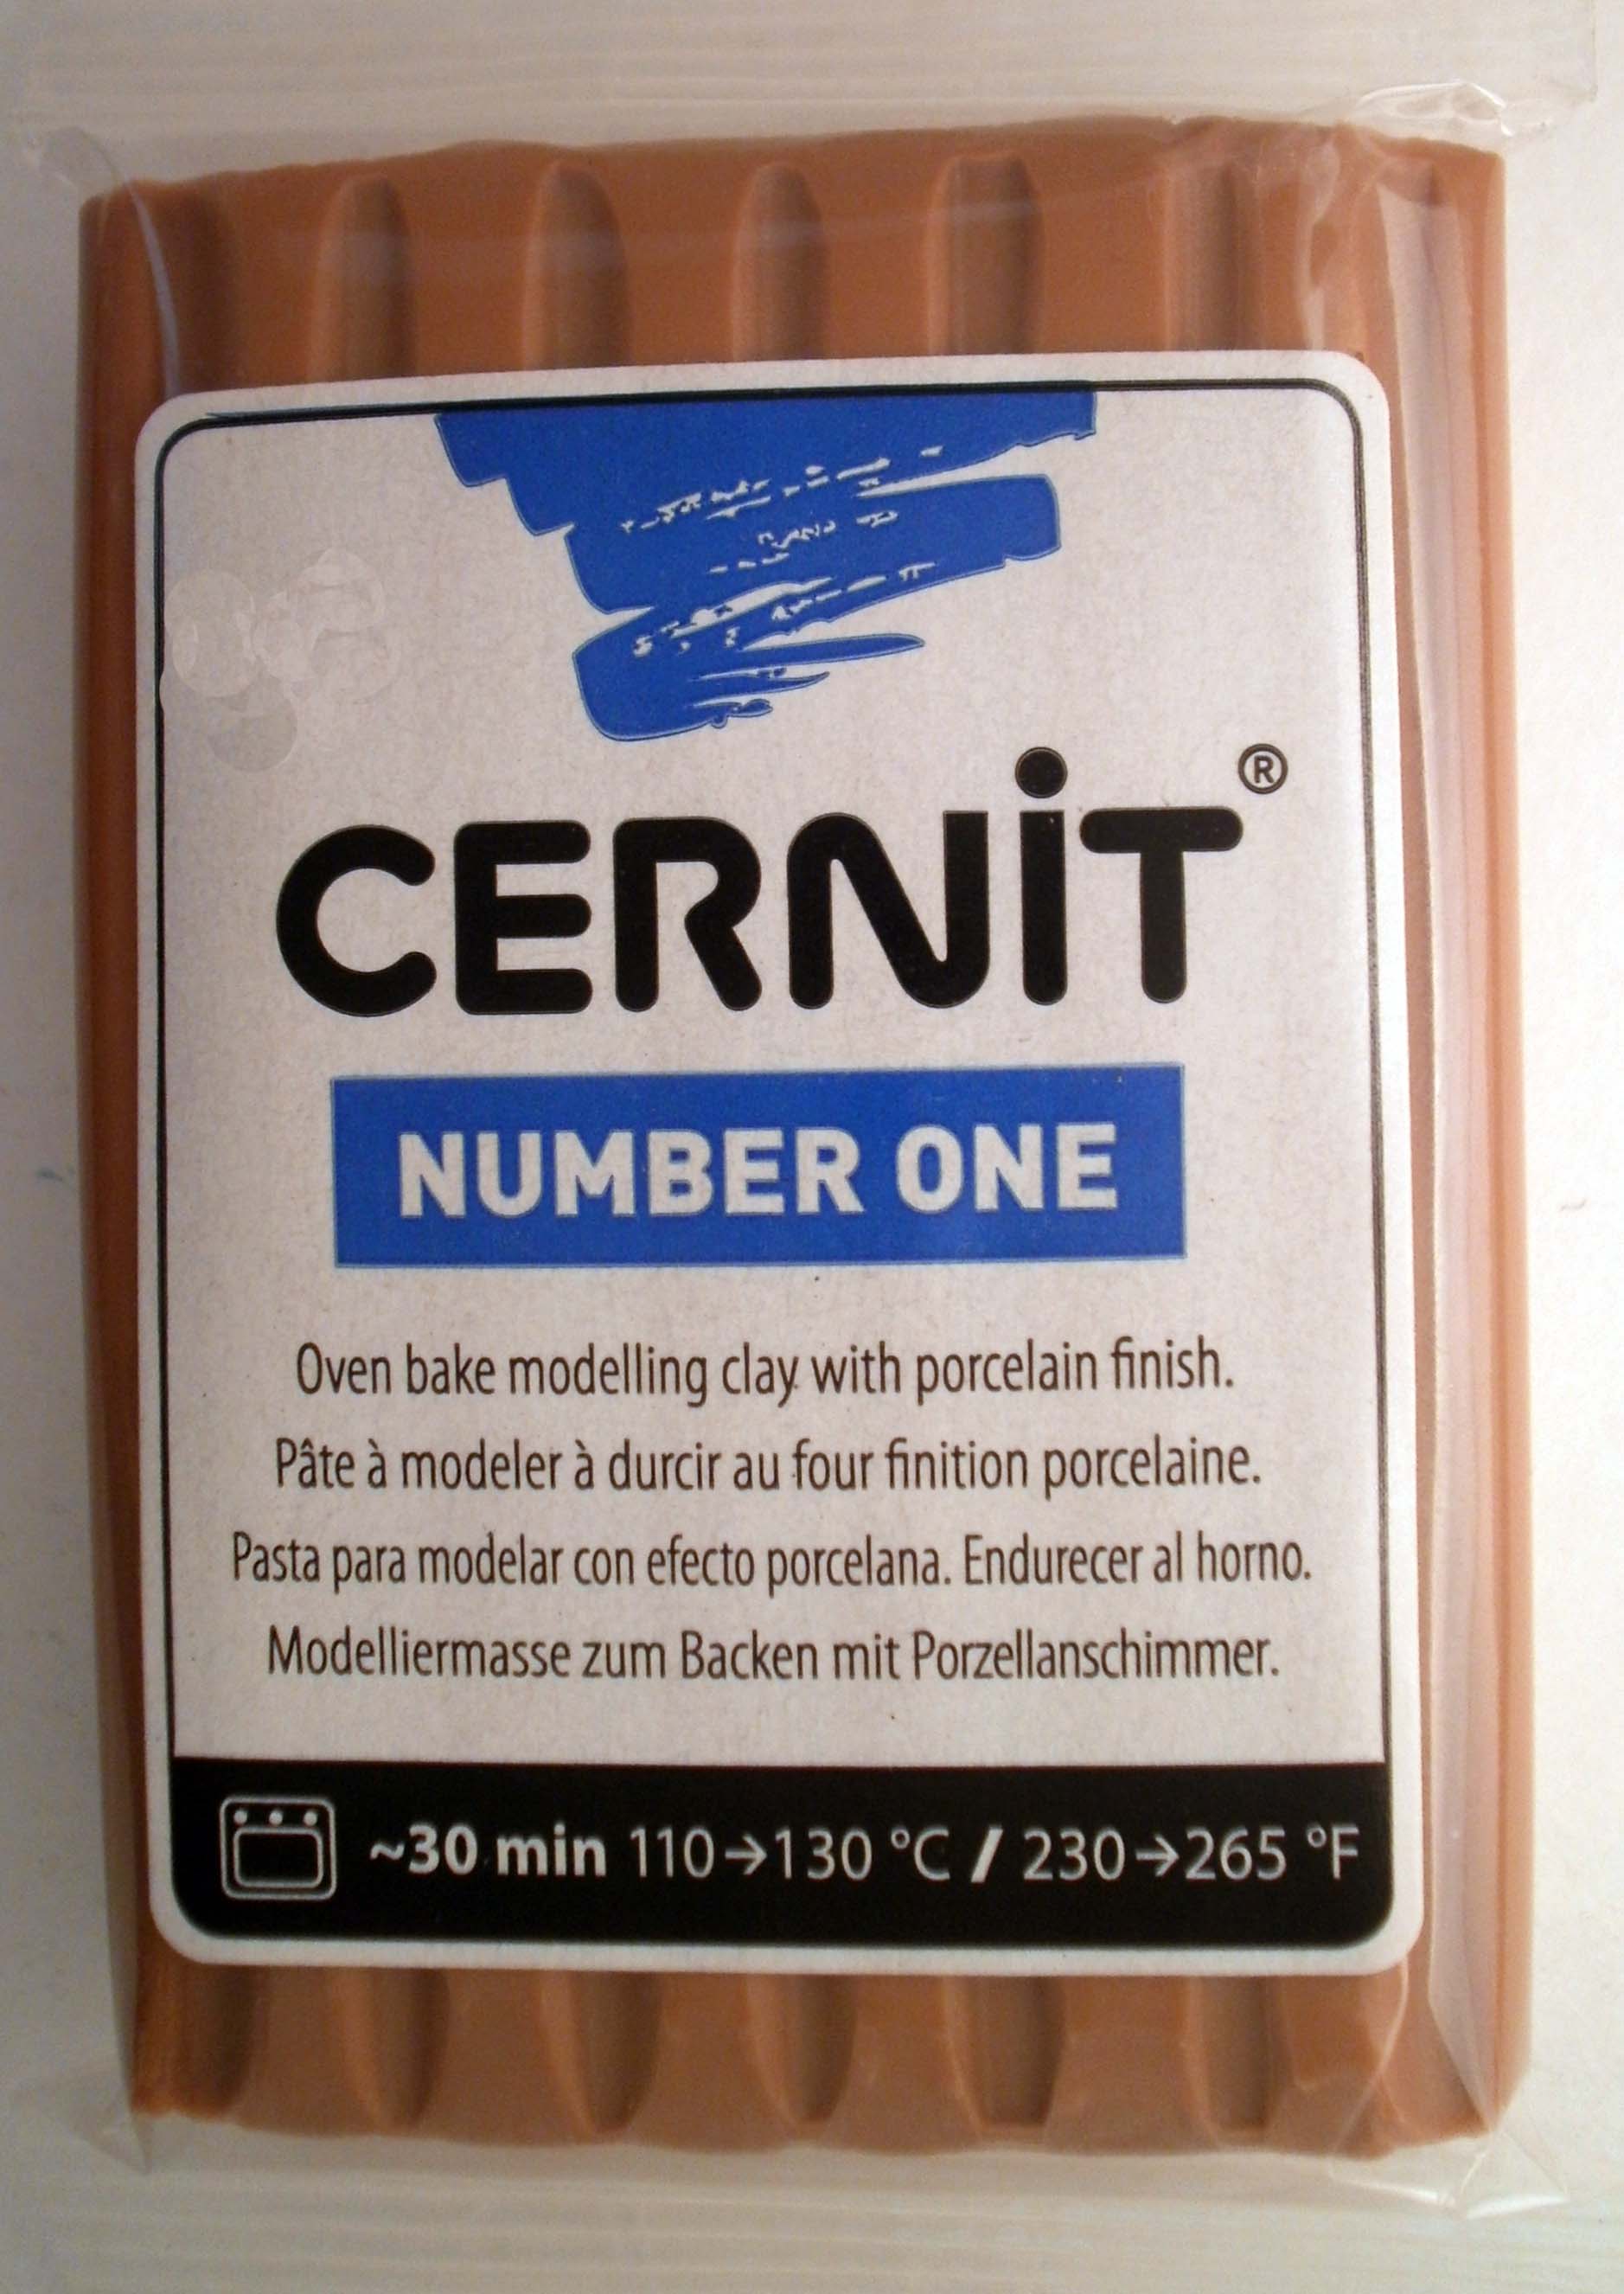 CERNiT®
NUMBER ONE
Oven bake modelling clay with porcelain finish.
Pâte à modeler à durcir au four finition porcelaine.
Pasta para modelar con efecto porcelana. Endurecer al horno.
Modelliermasse zum Backen mit Porzellanschimmer.
~30 min 110→130 °C / 230→265 °F